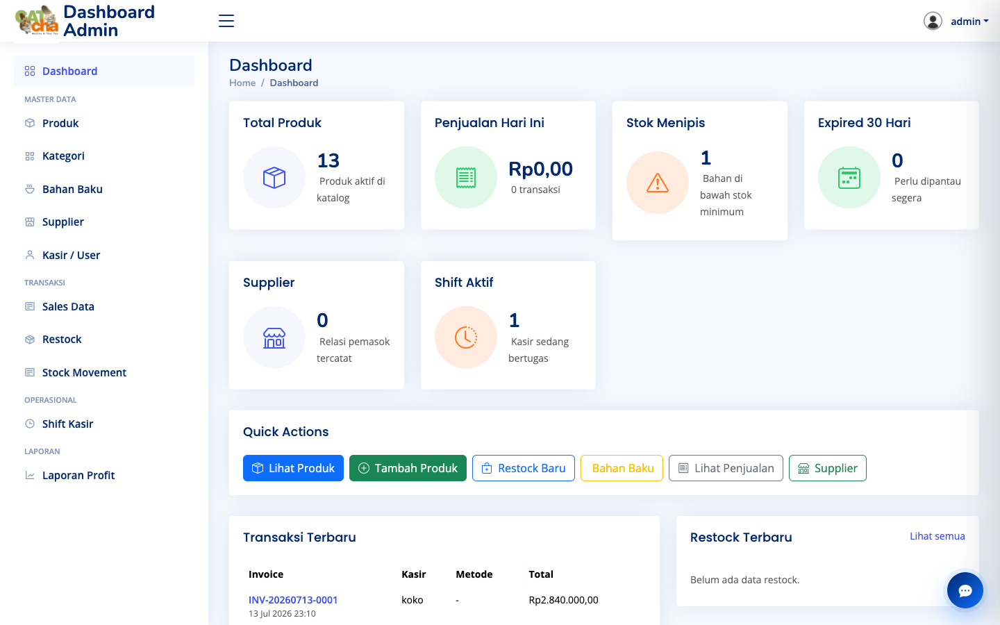 CATcha
Dashboard
Admin
admin
Dashboard
MASTER DATA
Produk
Kategori
Bahan Baku
Supplier
Kasir / User
TRANSAKSI
Sales Data
Restock
Stock Movement
OPERASIONAL
Shift Kasir
LAPORAN
Laporan Profit
Dashboard
Home / Dashboard
Total Produk
13
Produk aktif di
katalog
Penjualan Hari Ini
Rp0,00
0 transaksi
Stok Menipis
1
Bahan di
bawah stok
minimum
Expired 30 Hari
0
Perlu dipantau
segera
Supplier
0
Relasi pemasok
tercatat
Shift Aktif
1
Kasir sedang
bertugas
Quick Actions
Lihat Produk
Tambah Produk
Restock Baru
Bahan Baku
Lihat Penjualan
Supplier
Transaksi Terbaru
Invoice Kasir Metode Total
INV-20260713-0001 koko - Rp2.840.000,00
13 Jul 2026 23:10
Restock Terbaru
Lihat semua
Belum ada data restock.